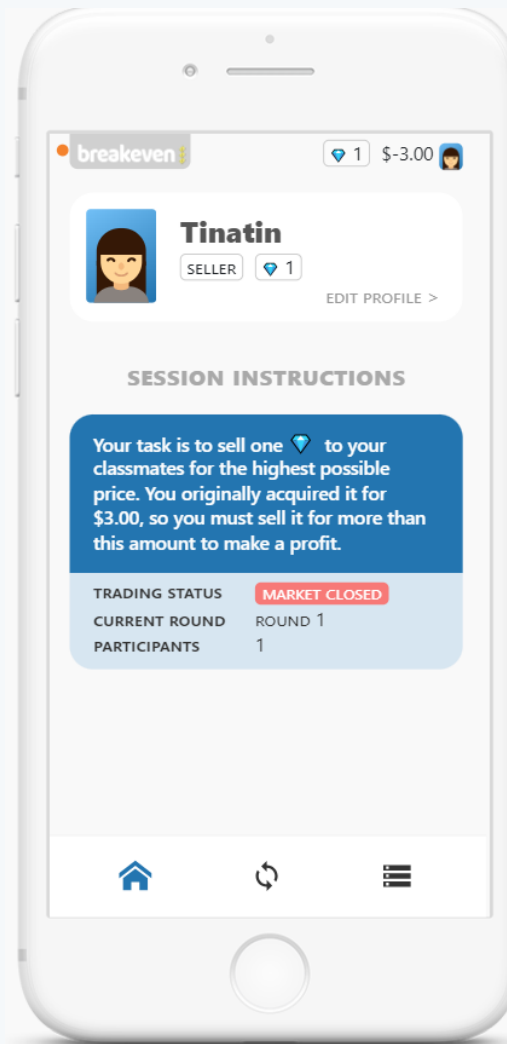 breakeven
1 $-3.00
Tinatin
SELLER 1
EDIT PROFILE >
SESSION INSTRUCTIONS
Your task is to sell one to your
classmates for the highest possible
price. You originally acquired it for
$3.00, so you must sell it for more than
this amount to make a profit.
TRADING STATUS MARKET CLOSED
CURRENT ROUND ROUND 1
PARTICIPANTS 1